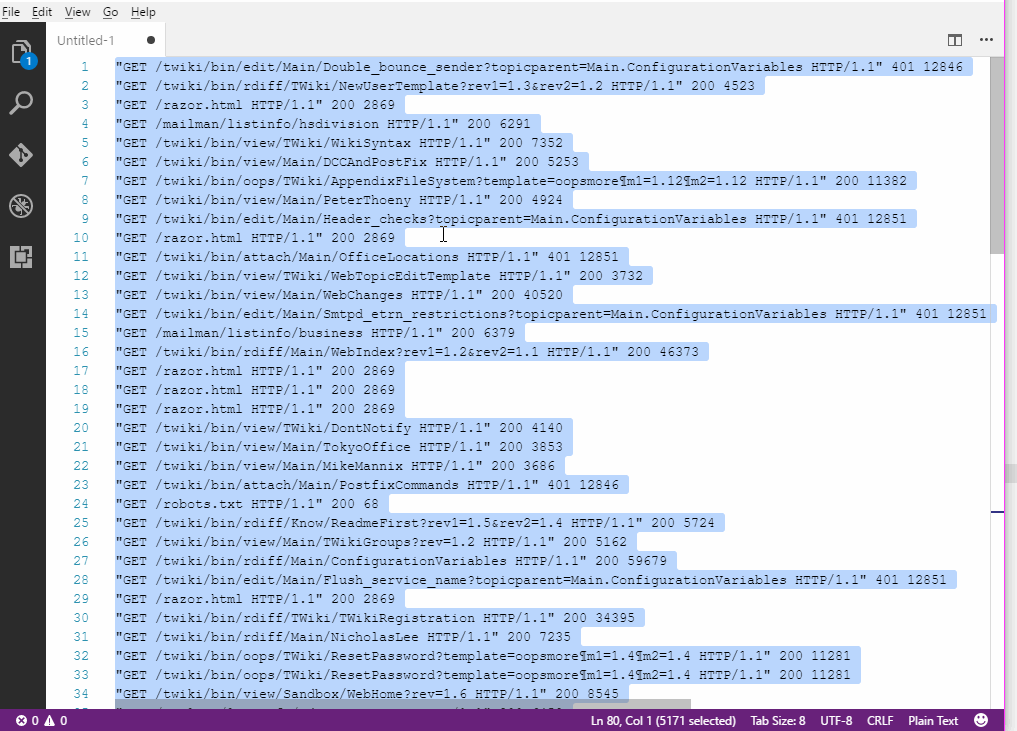 File Edit View Go Help
Untitled-1
1
1 "GET /twiki/bin/edit/Main/Double_bounce_sender?topicparent=Main.ConfigurationVariables HTTP/1.1" 401 12846
2 "GET /twiki/bin/rdiff/TWiki/NewUserTemplate?rev1=1.3&rev2=1.2 HTTP/1.1" 200 4523
3 "GET /razor.html HTTP/1.1" 200 2869
4 "GET /mailman/listinfo/hsdivision HTTP/1.1" 200 6291
5 "GET /twiki/bin/view/TWiki/WikiSyntax HTTP/1.1" 200 7352
6 "GET /twiki/bin/view/Main/DCCAndPostFix HTTP/1.1" 200 5253
7 "GET /twiki/bin/oops/TWiki/AppendixFileSystem?template=oopsmore¶m1=1.12¶m2=1.12 HTTP/1.1" 200 11382
8 "GET /twiki/bin/view/Main/PeterThoeny HTTP/1.1" 200 4924
9 "GET /twiki/bin/edit/Main/Header_checks?topicparent=Main.ConfigurationVariables HTTP/1.1" 401 12851
10 "GET /razor.html HTTP/1.1" 200 2869
11 "GET /twiki/bin/attach/Main/OfficeLocations HTTP/1.1" 401 12851
12 "GET /twiki/bin/view/TWiki/WebTopicEditTemplate HTTP/1.1" 200 3732
13 "GET /twiki/bin/view/Main/WebChanges HTTP/1.1" 200 40520
14 "GET /twiki/bin/edit/Main/Smtpd_etrn_restrictions?topicparent=Main.ConfigurationVariables HTTP/1.1" 401 12851
15 "GET /mailman/listinfo/business HTTP/1.1" 200 6379
16 "GET /twiki/bin/rdiff/Main/WebIndex?rev1=1.2&rev2=1.1 HTTP/1.1" 200 46373
17 "GET /razor.html HTTP/1.1" 200 2869
18 "GET /razor.html HTTP/1.1" 200 2869
19 "GET /razor.html HTTP/1.1" 200 2869
20 "GET /twiki/bin/view/TWiki/DontNotify HTTP/1.1" 200 4140
21 "GET /twiki/bin/view/Main/TokyoOffice HTTP/1.1" 200 3853
22 "GET /twiki/bin/view/Main/MikeMannix HTTP/1.1" 200 3686
23 "GET /twiki/bin/attach/Main/PostfixCommands HTTP/1.1" 401 12846
24 "GET /robots.txt HTTP/1.1" 200 68
25 "GET /twiki/bin/rdiff/Know/ReadmeFirst?rev1=1.5&rev2=1.4 HTTP/1.1" 200 5724
26 "GET /twiki/bin/view/Main/TWikiGroups?rev=1.2 HTTP/1.1" 200 5162
27 "GET /twiki/bin/rdiff/Main/ConfigurationVariables HTTP/1.1" 200 59679
28 "GET /twiki/bin/edit/Main/Flush_service_name?topicparent=Main.ConfigurationVariables HTTP/1.1" 401 12851
29 "GET /razor.html HTTP/1.1" 200 2869
30 "GET /twiki/bin/rdiff/TWiki/TWikiRegistration HTTP/1.1" 200 34395
31 "GET /twiki/bin/rdiff/Main/NicholasLee HTTP/1.1" 200 7235
32 "GET /twiki/bin/oops/TWiki/ResetPassword?template=oopsmore¶m1=1.4¶m2=1.4 HTTP/1.1" 200 11281
33 "GET /twiki/bin/oops/TWiki/ResetPassword?template=oopsmore¶m1=1.4¶m2=1.4 HTTP/1.1" 200 11281
34 "GET /twiki/bin/view/Sandbox/WebHome?rev=1.6 HTTP/1.1" 200 8545
0 0 Ln 80, Col 1 (5171 selected) Tab Size: 8 UTF-8 CRLF Plain Text